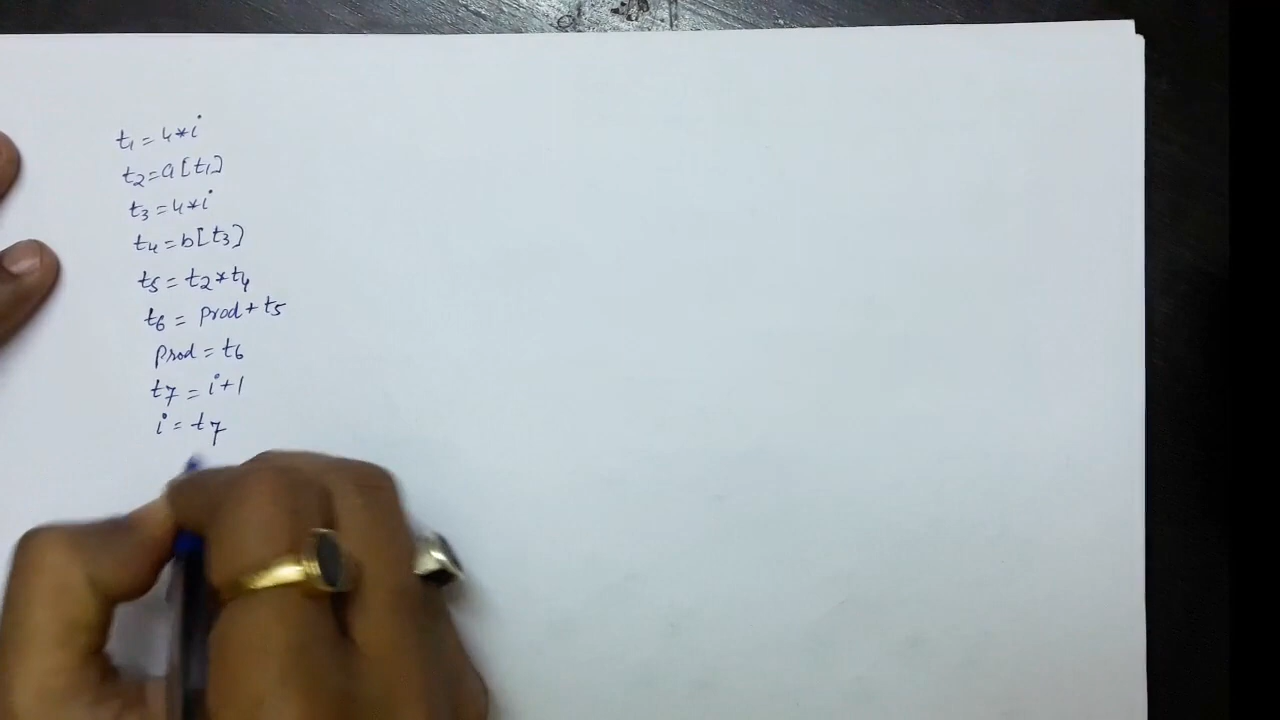 t1 = 4*i
t2 = a[t1]
t3 = 4*i
t4 = b[t3]
t5 = t2*t4
t6 = Prod+t5
Prod = t6
t7 = i+1
i = t7